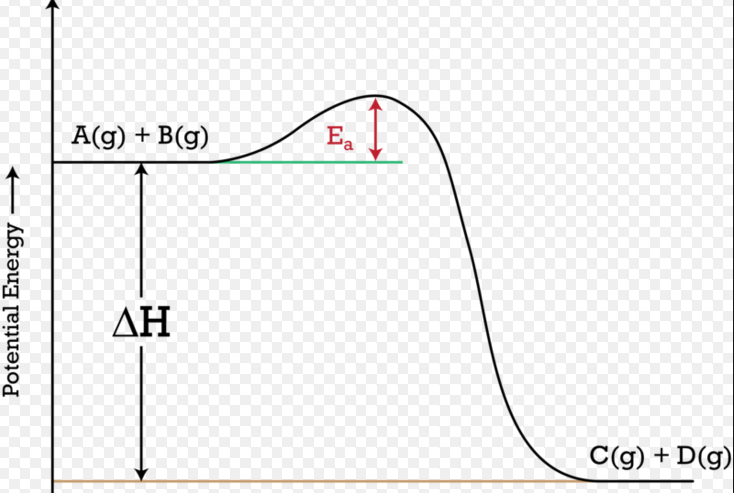 A(g) + B(g)
Eₐ
Potential Energy →
ΔH
C(g) + D(g)